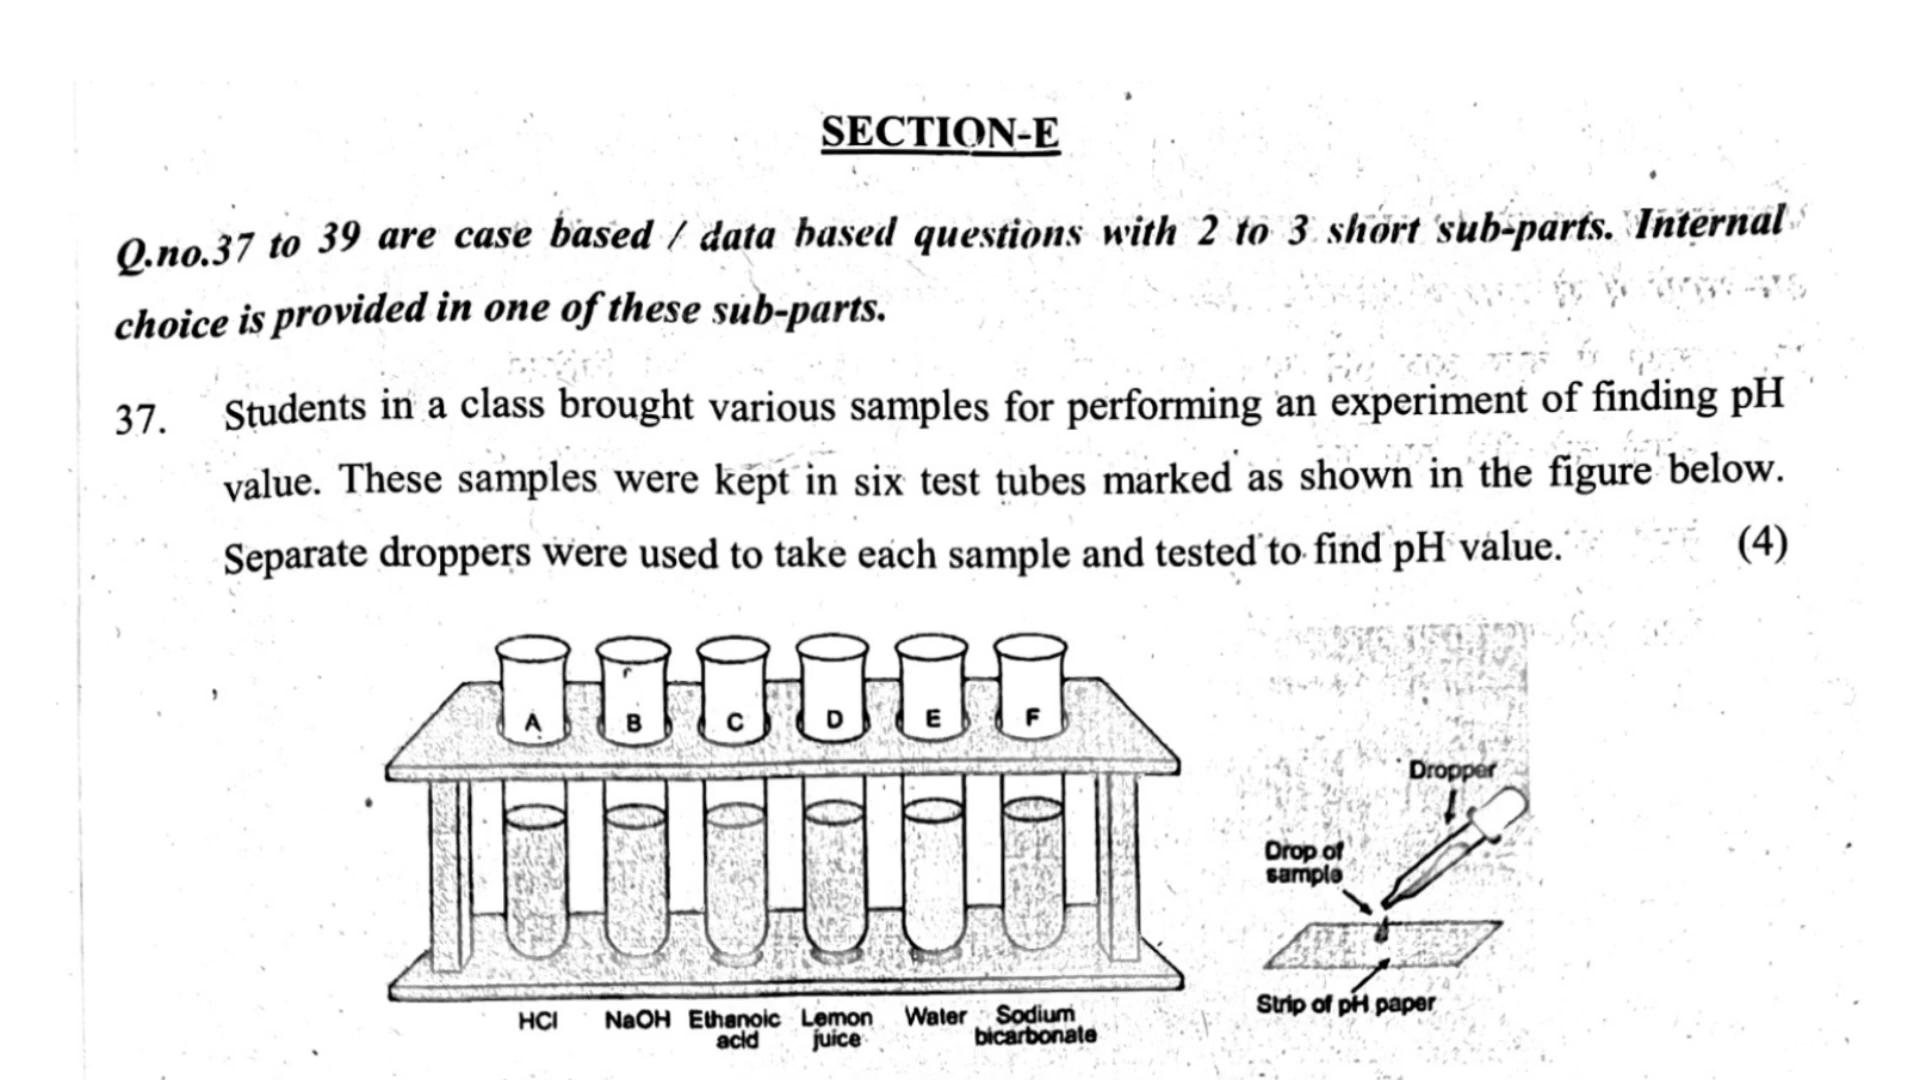 SECTION-E
Q.no.37 to 39 are case based / data based questions with 2 to 3 short sub-parts. Internal
choice is provided in one of these sub-parts.
37. Students in a class brought various samples for performing an experiment of finding pH
value. These samples were kept in six test tubes marked as shown in the figure below.
Separate droppers were used to take each sample and tested to find pH value. (4)
A B C D E F
Dropper
Drop of
sample
Strip of pH paper
HCl NaOH Ethanoic Lemon Water Sodium
acid juice bicarbonate